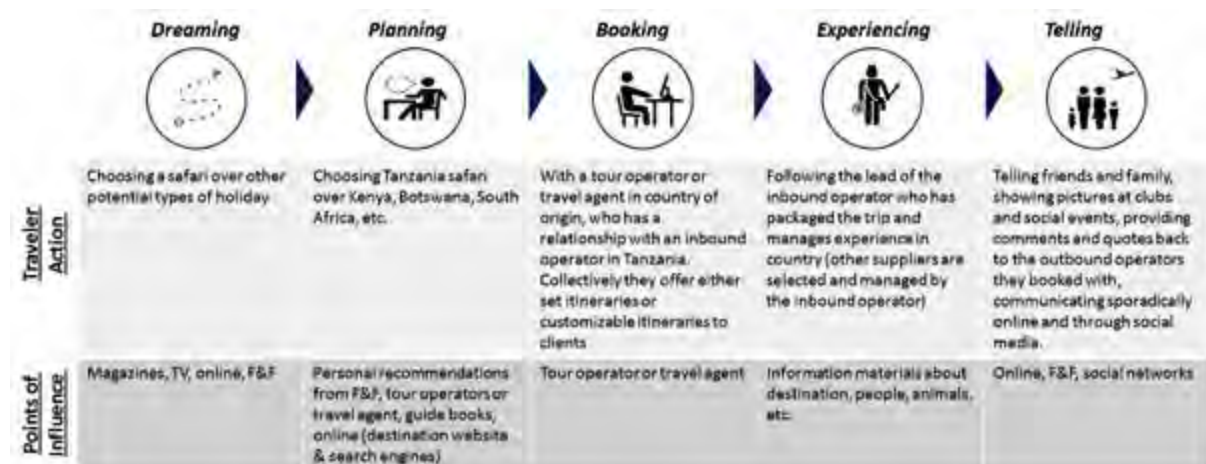 Dreaming
Planning
Booking
Experiencing
Telling
Traveler
Action
Choosing a safari over other
potential types of holiday
Choosing Tanzania safari
over Kenya, Botswana, South
Africa, etc.
With a tour operator or
travel agent in country of
origin, who has a
relationship with an inbound
operator in Tanzania.
Collectively they offer either
set itineraries or
customizable itineraries to
clients
Following the lead of the
inbound operator who has
packaged the trip and
manages experience in
country (other suppliers are
selected and managed by
the inbound operator)
Telling friends and family,
showing pictures at clubs
and social events, providing
comments and quotes back
to the outbound operators
they booked with,
communicating sporadically
online and through social
media.
Points of
Influence
Magazines, TV, online, F&F
Personal recommendations
from F&F, tour operators or
travel agent, guide books,
online (destination website
& search engines)
Tour operator or travel agent
Information materials about
destination, people, animals,
etc.
Online, F&F, social networks